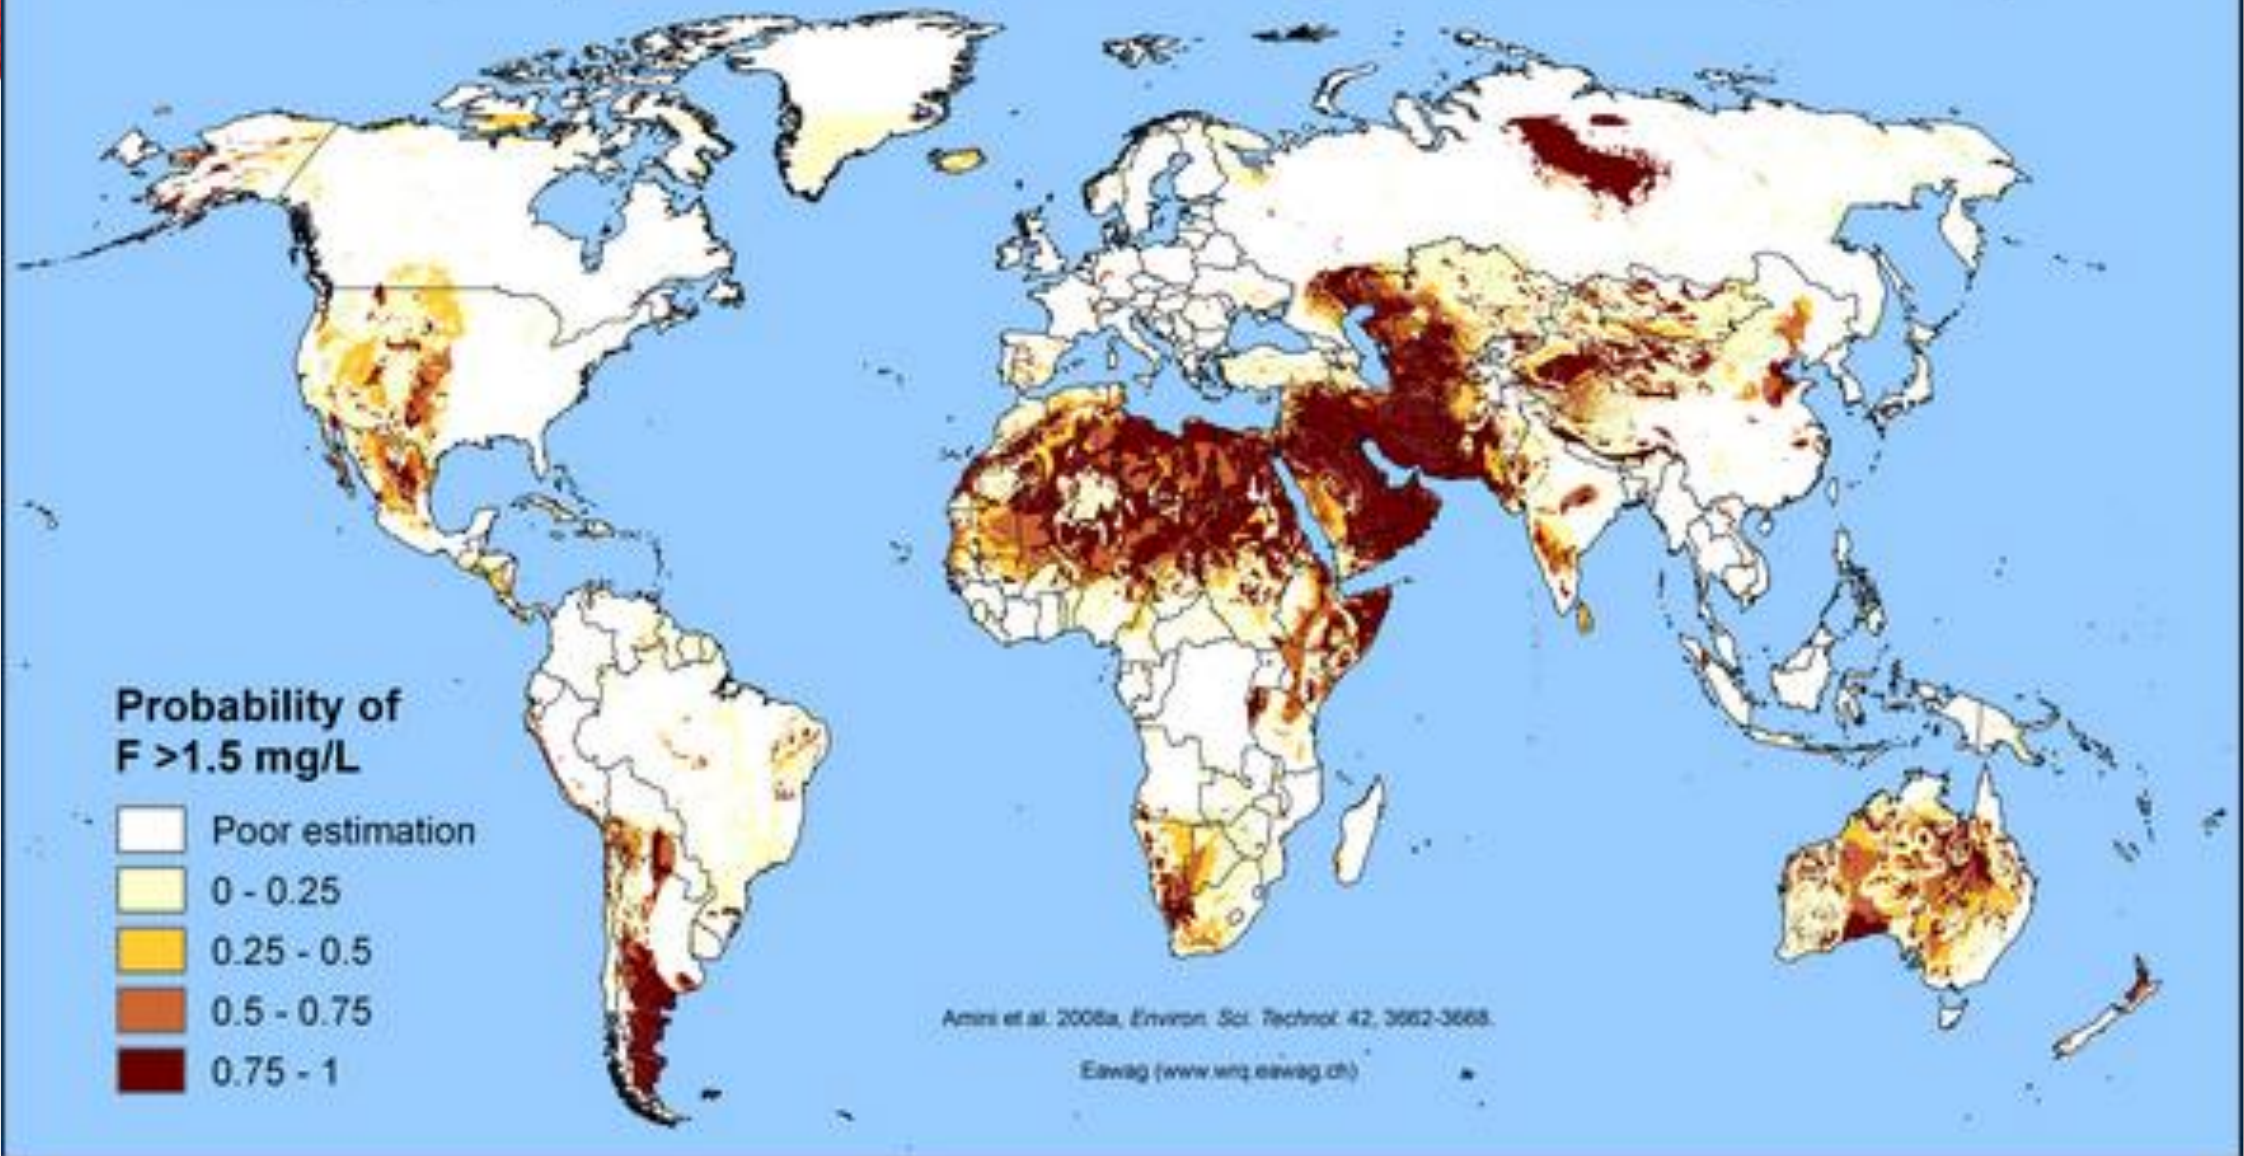 Probability of
F >1.5 mg/L
Poor estimation
0 - 0.25
0.25 - 0.5
0.5 - 0.75
0.75 - 1
Amini et al. 2008a, Environ. Sci. Technol. 42, 3662-3668.
Eawag (www.wrq.eawag.ch)